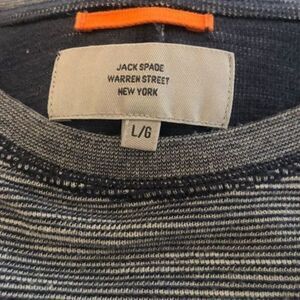 JACK SPADE
WARREN STREET
NEW YORK
L/G